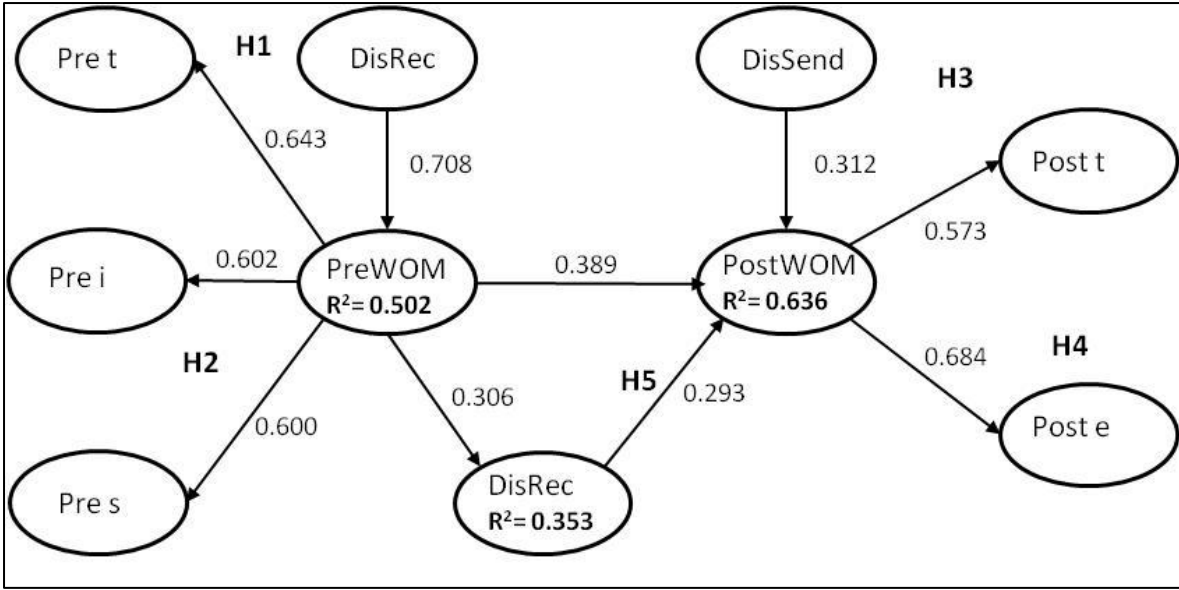 Pre t
H1
DisRec
DisSend
H3
0.643
0.708
0.312
Post t
0.573
Pre i
0.602
PreWOM
R²= 0.502
0.389
PostWOM
R²= 0.636
H2
0.306
H5
0.293
0.684
H4
0.600
Post e
Pre s
DisRec
R²= 0.353